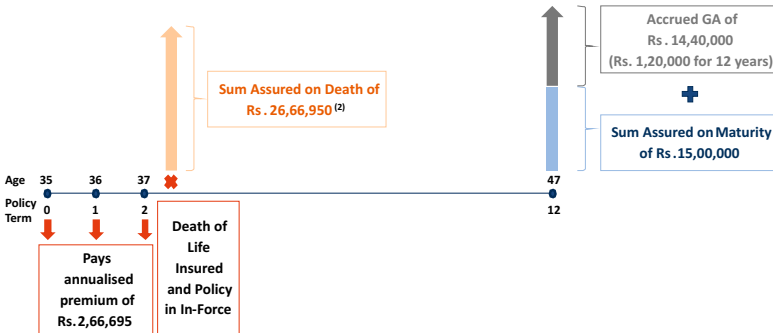 Accrued GA of
Rs. 14,40,000
(Rs. 1,20,000 for 12 years)
Sum Assured on Death of
Rs. 26,66,950 (2)
Sum Assured on Maturity
of Rs.15,00,000
Age 35 36 37 47
Policy
Term 0 1 2 12
Pays
annualised
premium of
Rs.2,66,695
Death of
Life
Insured
and Policy
in In-Force